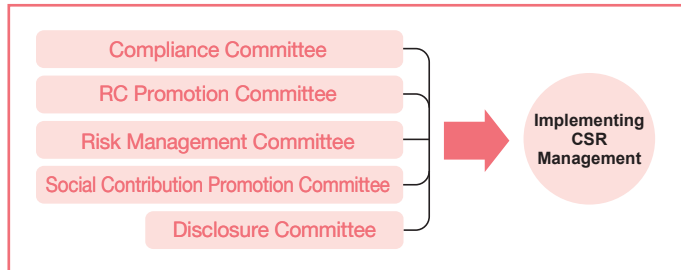 Compliance Committee
RC Promotion Committee
Risk Management Committee
Social Contribution Promotion Committee
Disclosure Committee
Implementing
CSR
Management